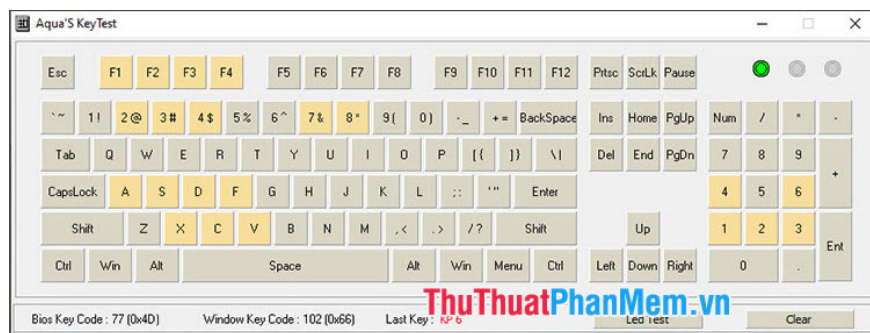 Aqua'S KeyTest
Esc F1 F2 F3 F4 F5 F6 F7 F8 F9 F10 F11 F12 Prtsc ScrLk Pause
`~ 1! 2@ 3# 4$ 5% 6^ 7& 8* 9( 0) -_ += BackSpace Ins Home PgUp Num / * -
Tab Q W E R T Y U I O P [{ ]} \| Del End PgDn 7 8 9 +
CapsLock A S D F G H J K L ;: '" Enter 4 5 6
Shift Z X C V B N M ,< .> /? Shift Up 1 2 3 Ent
Ctrl Win Alt Space Alt Win Menu Ctrl Left Down Right 0 .
ThuThuatPhanMem.vn
Bios Key Code : 77 (0x4D) Window Key Code : 102 (0x66) Last Key : KP 6 Led Test Clear